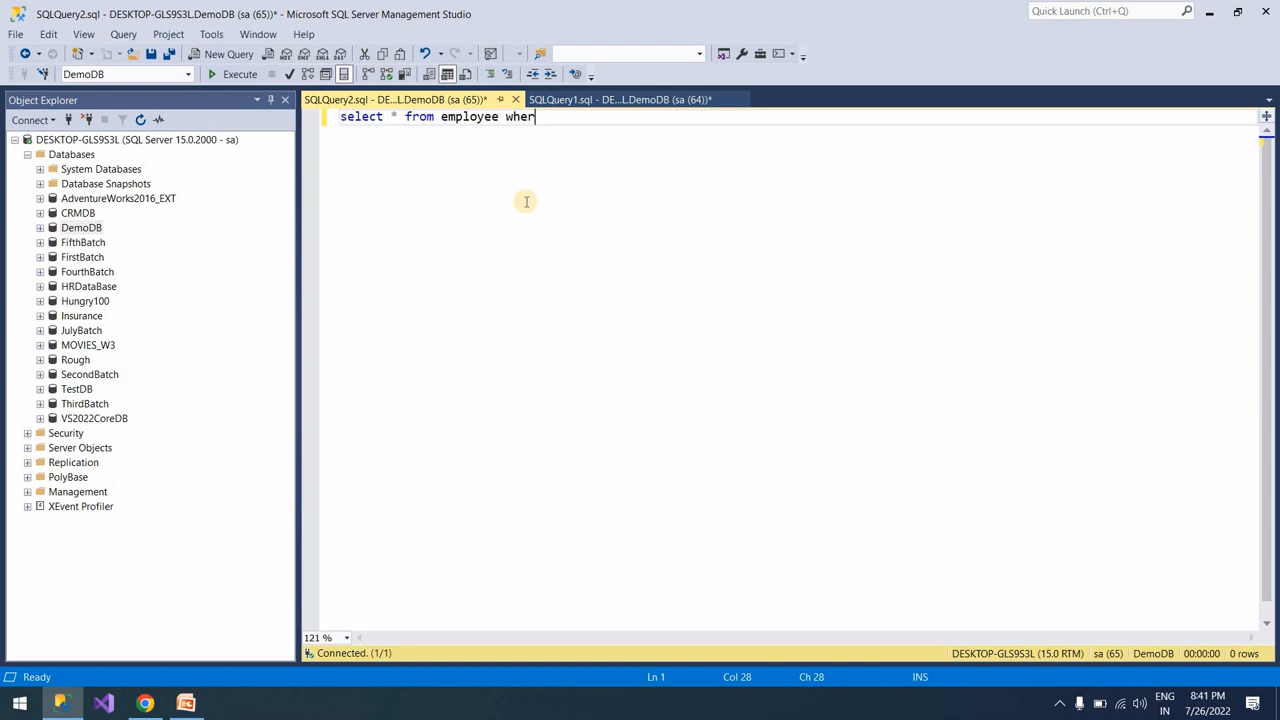 SQLQuery2.sql - DESKTOP-GLS9S3L.DemoDB (sa (65))* - Microsoft SQL Server Management Studio
Quick Launch (Ctrl+Q)
File Edit View Query Project Tools Window Help
New Query MDX DMX XMLA DAX
DemoDB Execute
Object Explorer
SQLQuery2.sql - DE...L.DemoDB (sa (65))* SQLQuery1.sql - DE...L.DemoDB (sa (64))*
Connect
select * from employee wher
DESKTOP-GLS9S3L (SQL Server 15.0.2000 - sa)
Databases
System Databases
Database Snapshots
AdventureWorks2016_EXT
CRMDB
DemoDB
FifthBatch
FirstBatch
FourthBatch
HRDataBase
Hungry100
Insurance
JulyBatch
MOVIES_W3
Rough
SecondBatch
TestDB
ThirdBatch
VS2022CoreDB
Security
Server Objects
Replication
PolyBase
Management
XEvent Profiler
121 %
Connected. (1/1) DESKTOP-GLS9S3L (15.0 RTM) sa (65) DemoDB 00:00:00 0 rows
Ready Ln 1 Col 28 Ch 28 INS
ENG
IN
8:41 PM
7/26/2022